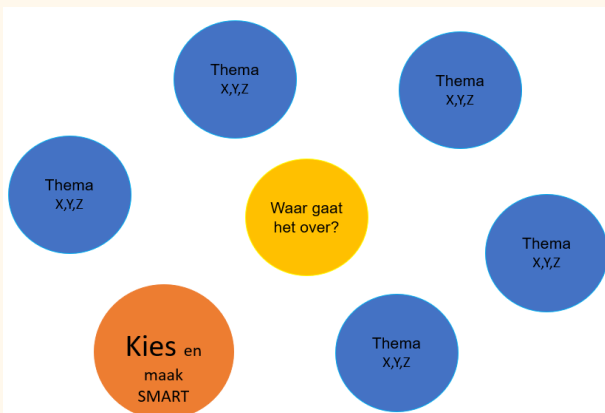 Thema
X,Y,Z
Thema
X,Y,Z
Thema
X,Y,Z
Waar gaat
het over?
Thema
X,Y,Z
Kies en
maak
SMART
Thema
X,Y,Z